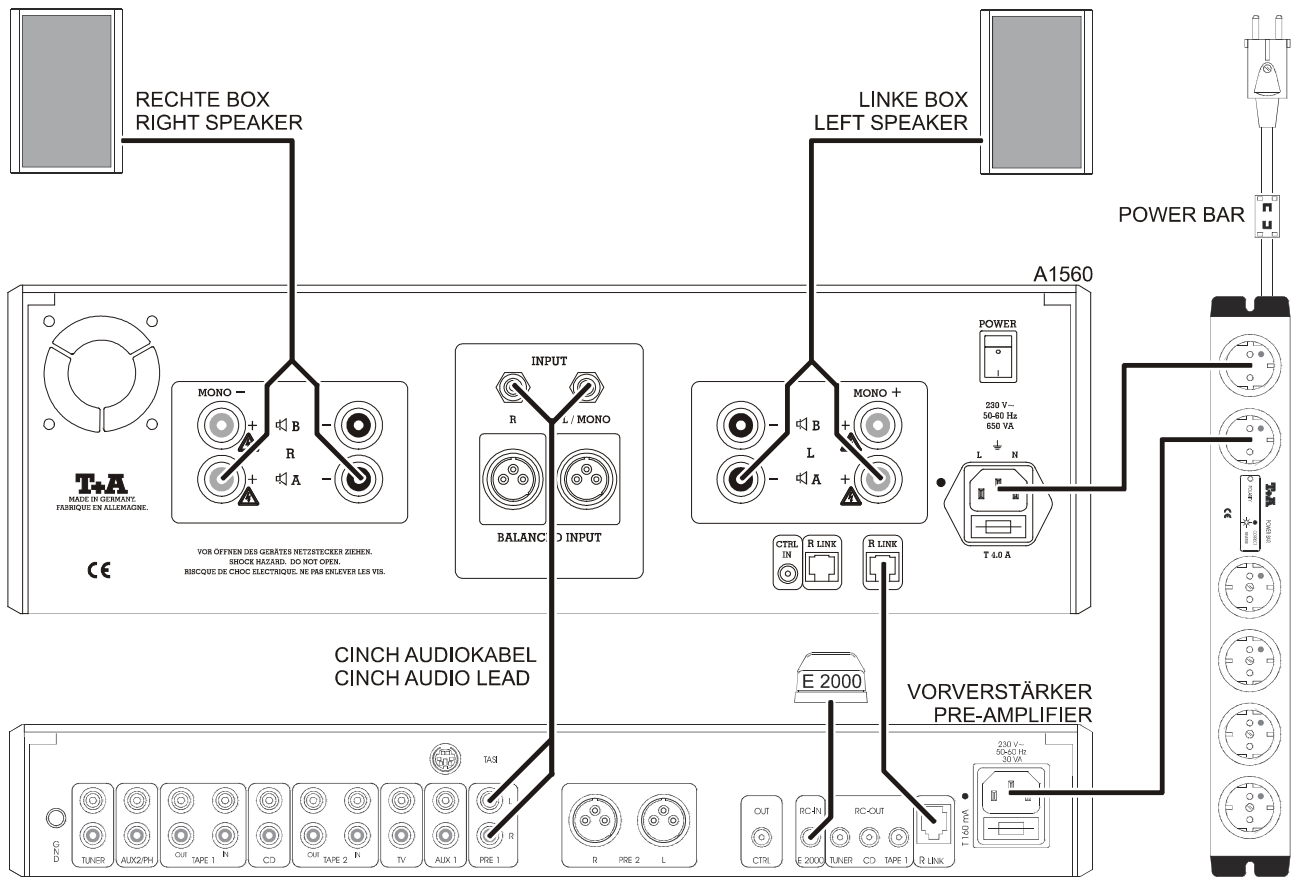 RECHTE BOX
RIGHT SPEAKER
LINKE BOX
LEFT SPEAKER
POWER BAR
A1560
POWER
INPUT
MONO −
MONO +
R
L / MONO
+
B
−
−
B
+
R
L
+
A
−
−
A
+
230 V~
50-60 Hz
650 VA
L N
T+A
MADE IN GERMANY.
FABRIQUE EN ALLEMAGNE.
BALANCED INPUT
T 4.0 A
VOR ÖFFNEN DES GERÄTES NETZSTECKER ZIEHEN.
SHOCK HAZARD. DO NOT OPEN.
RISCQUE DE CHOC ELECTRIQUE. NE PAS ENLEVER LES VIS.
CE
CTRL
IN
R LINK
R LINK
T+A
POWER BAR
CE
CINCH AUDIOKABEL
CINCH AUDIO LEAD
E 2000
VORVERSTÄRKER
PRE-AMPLIFIER
230 V~
50-60 Hz
30 VA
TASI
L
R
OUT
RC-IN
RC-OUT
T 160 mA
GND
TUNER
AUX2/PH
OUT
TAPE 1
IN
CD
OUT
TAPE 2
IN
TV
AUX 1
PRE 1
R
PRE 2
L
CTRL
E 2000
TUNER
CD
TAPE 1
R LINK